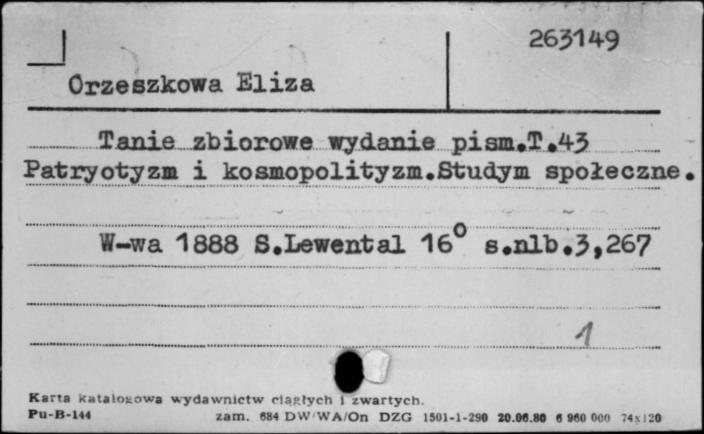 263149
Orzeszkowa Eliza
Tanie zbiorowe wydanie pism.T.43
Patryotyzm i kosmopolityzm.Studym społeczne.
W-wa 1888 S.Lewental 16° s.nlb.3,267
1
Karta katalogowa wydawnictw ciągłych i zwartych.
Pu-B-144 zam. 684 DW/WA/On DZG 1501-1-290 20.06.80 6 960 000 74x120